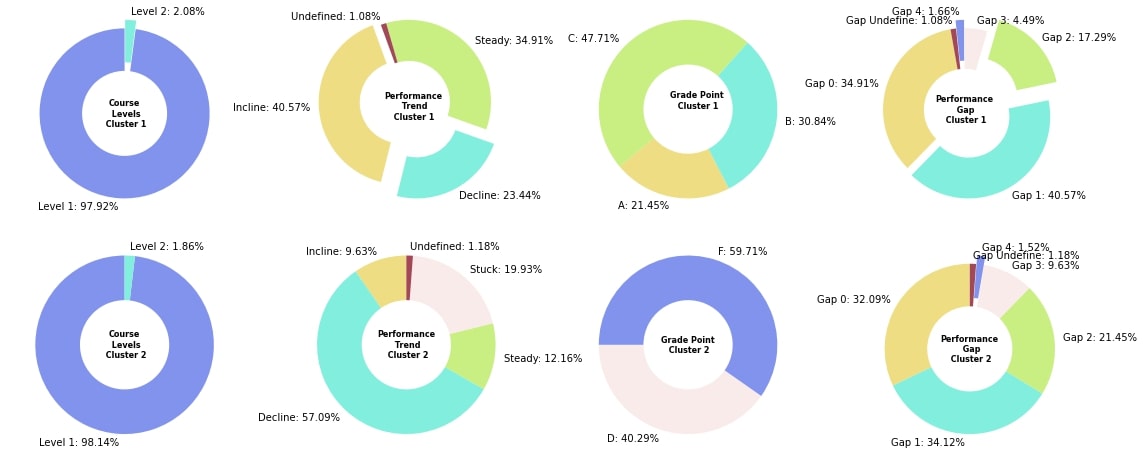 Level 2: 2.08%
Course
Levels
Cluster 1
Level 1: 97.92%
Undefined: 1.08%
Steady: 34.91%
Incline: 40.57%
Performance
Trend
Cluster 1
Decline: 23.44%
C: 47.71%
Grade Point
Cluster 1
B: 30.84%
A: 21.45%
Gap 4: 1.66%
Gap Undefine: 1.08%
Gap 3: 4.49%
Gap 2: 17.29%
Gap 0: 34.91%
Performance
Gap
Cluster 1
Gap 1: 40.57%
Level 2: 1.86%
Course
Levels
Cluster 2
Level 1: 98.14%
Incline: 9.63%
Undefined: 1.18%
Stuck: 19.93%
Performance
Trend
Cluster 2
Steady: 12.16%
Decline: 57.09%
F: 59.71%
Grade Point
Cluster 2
D: 40.29%
Gap 4: 1.52%
Gap Undefine: 1.18%
Gap 3: 9.63%
Gap 0: 32.09%
Performance
Gap
Cluster 2
Gap 2: 21.45%
Gap 1: 34.12%